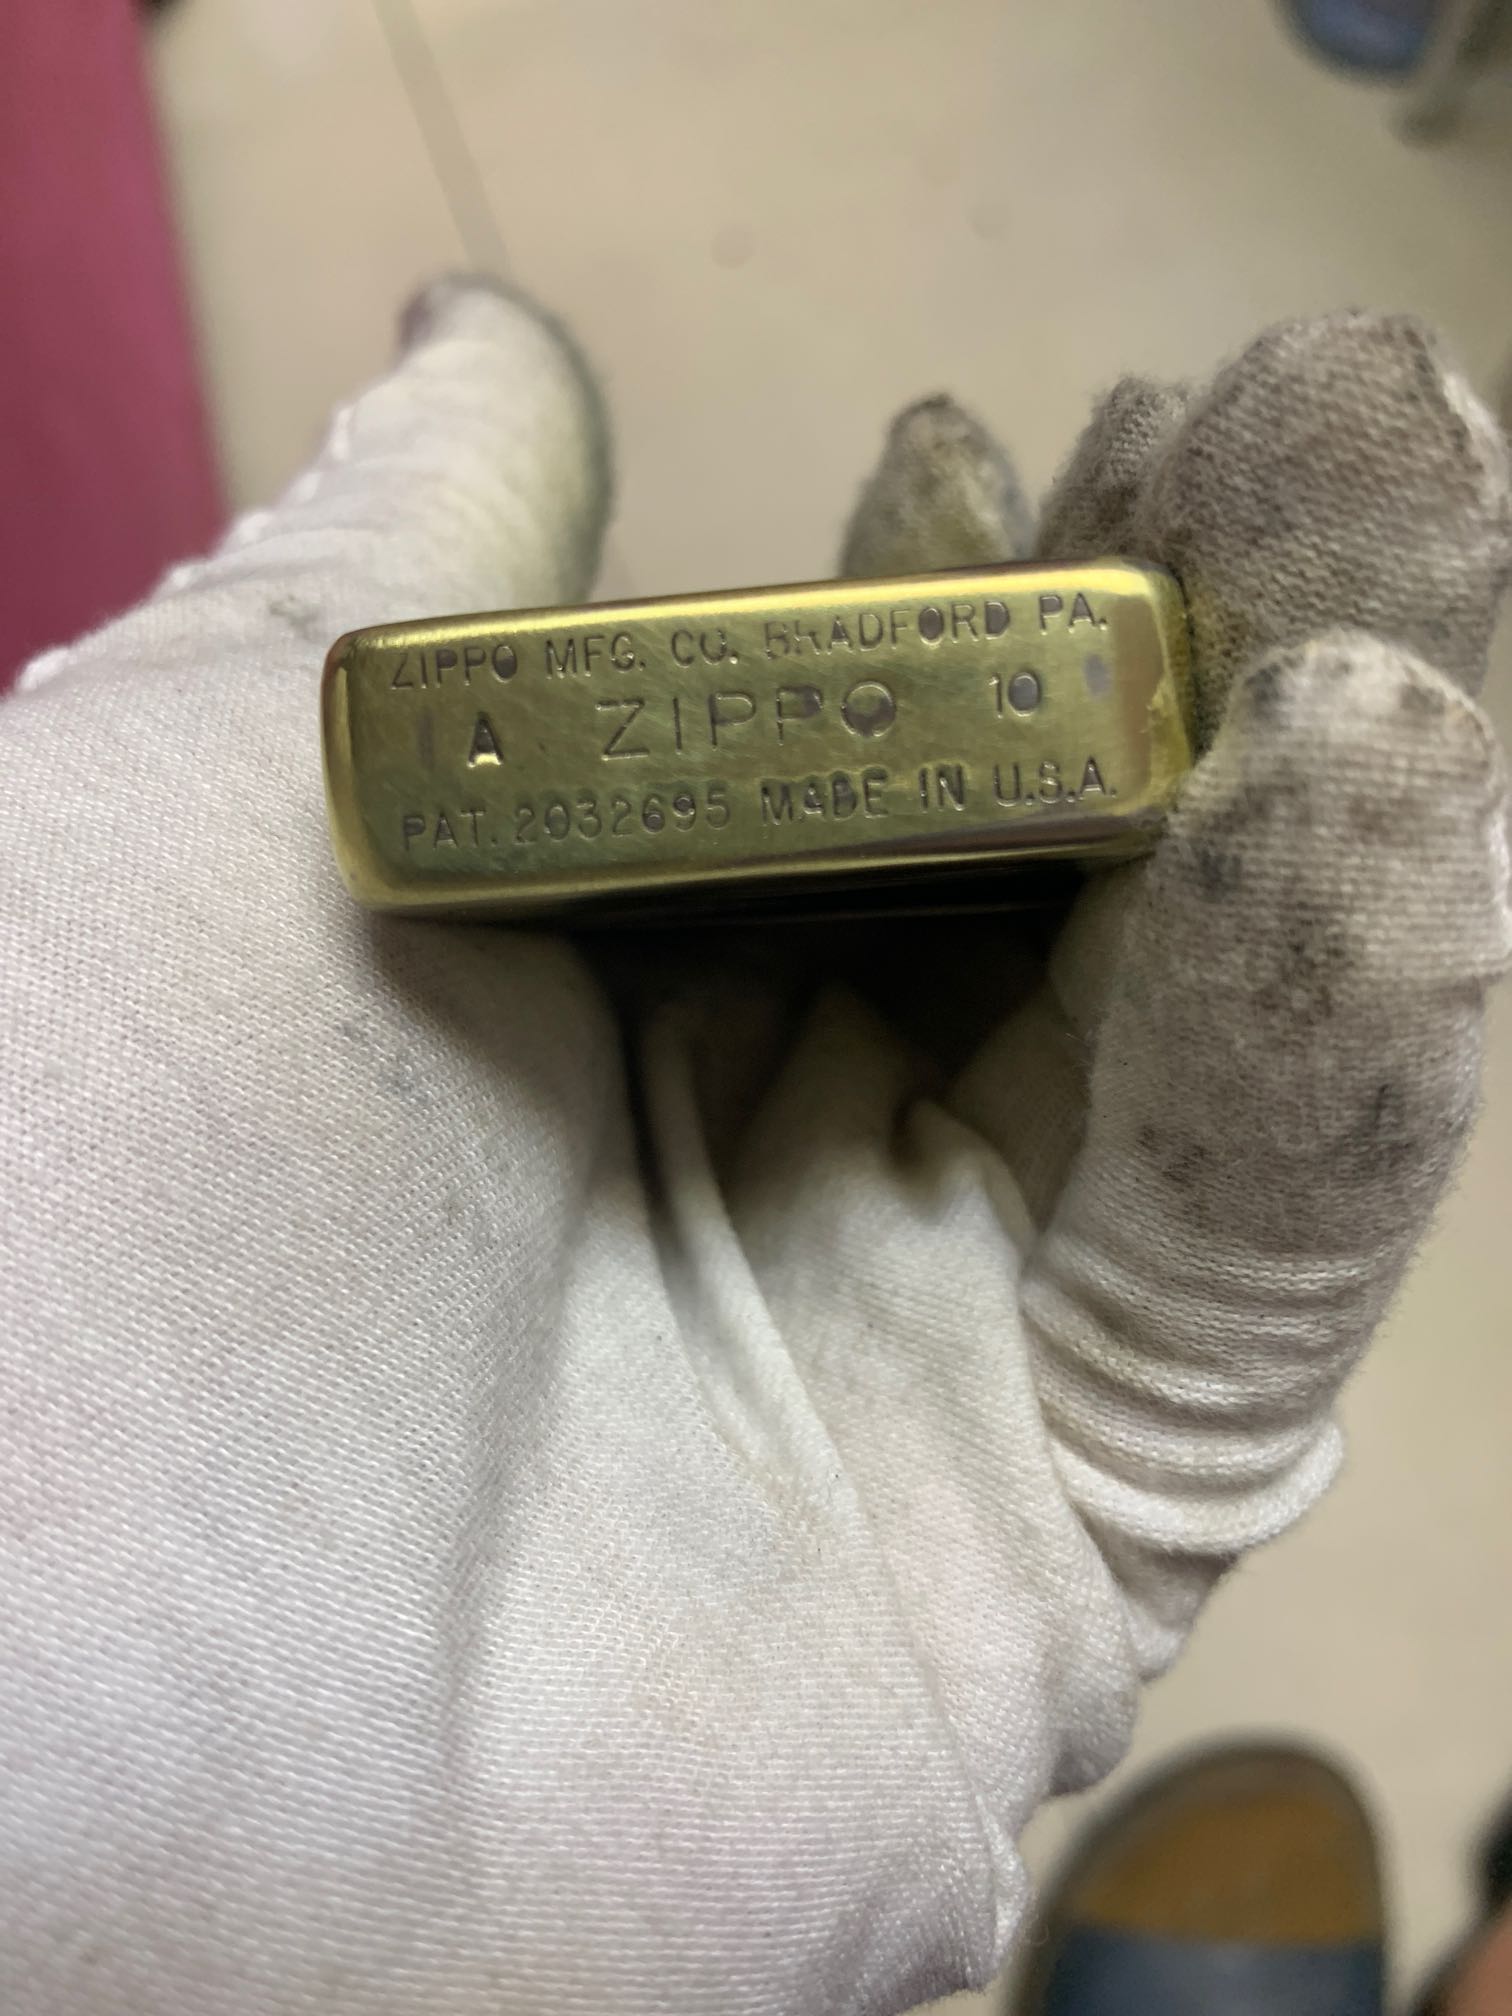 ZIPPO MFG. CO. BRADFORD PA.
A ZIPPO 10
PAT. 2032695 MADE IN U.S.A.